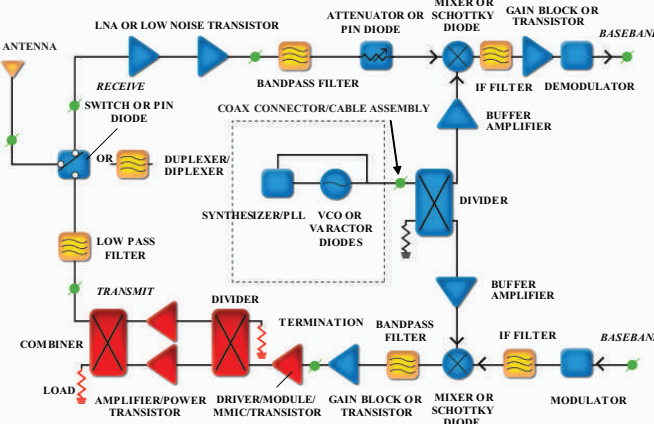 MIXER OR
SCHOTTKY
DIODE
ATTENUATOR OR
PIN DIODE
GAIN BLOCK OR
TRANSISTOR
LNA OR LOW NOISE TRANSISTOR
BASEBAN
ANTENNA
RECEIVE
BANDPASS FILTER
IF FILTER
DEMODULATOR
SWITCH OR PIN
DIODE
COAX CONNECTOR/CABLE ASSEMBLY
BUFFER
AMPLIFIER
OR
DUPLEXER/
DIPLEXER
DIVIDER
SYNTHESIZER/PLL
VCO OR
VARACTOR
DIODES
LOW PASS
FILTER
TRANSMIT
DIVIDER
BUFFER
AMPLIFIER
TERMINATION
BANDPASS
FILTER
IF FILTER
BASEBAN
COMBINER
LOAD
AMPLIFIER/POWER
TRANSISTOR
DRIVER/MODULE/
MMIC/TRANSISTOR
GAIN BLOCK OR
TRANSISTOR
MIXER OR
SCHOTTKY
DIODE
MODULATOR